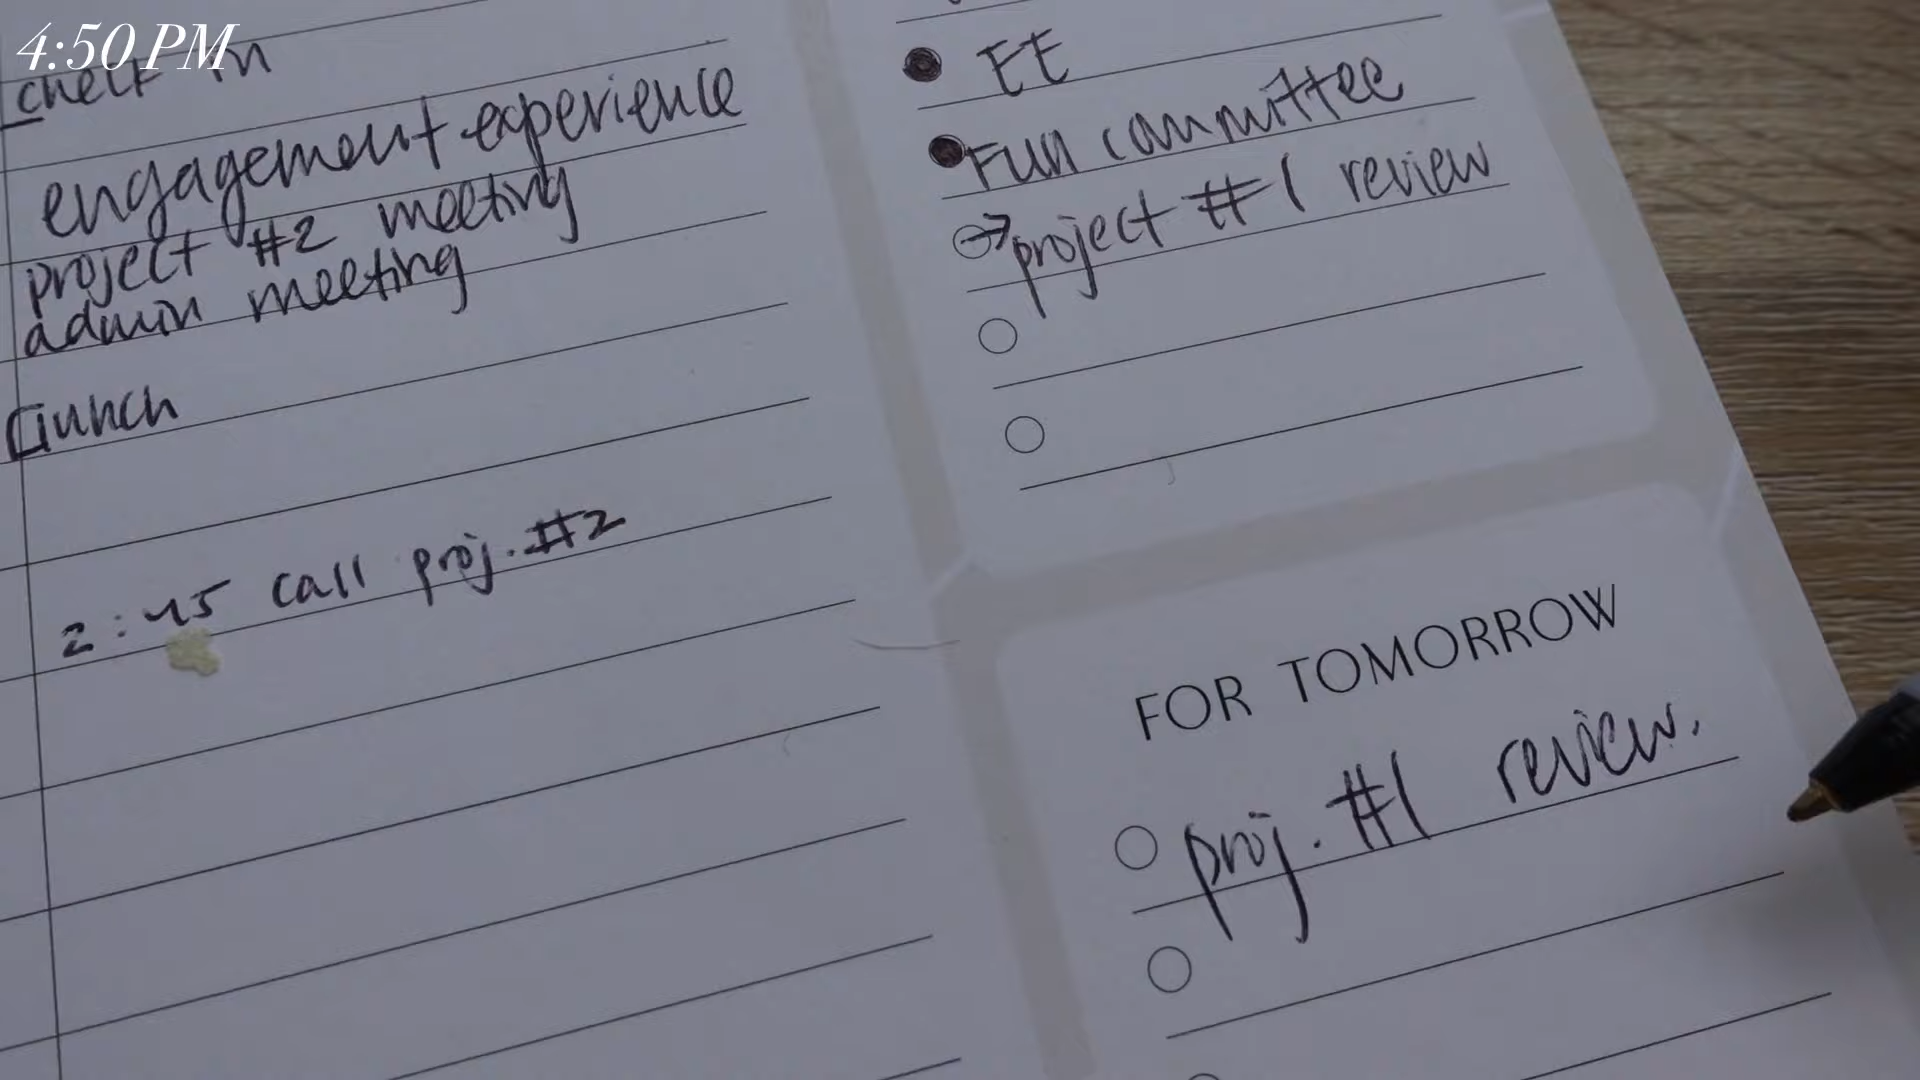 4:50 PM
check in
engagement experience
project #2 meeting
admin meeting
lunch
2:45 call proj. #2
EE
Fun committee
→ project #1 review
FOR TOMORROW
proj. #1 review.